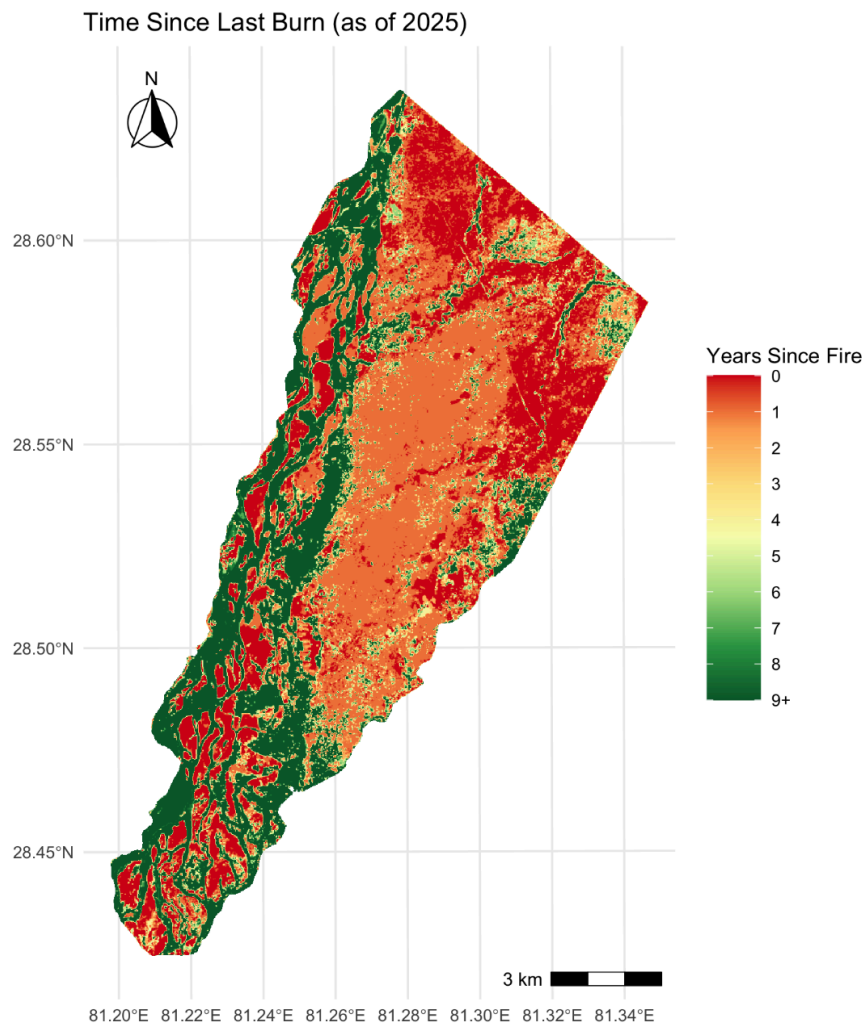 Time Since Last Burn (as of 2025)
N
28.60°N
28.55°N
28.50°N
28.45°N
Years Since Fire
0
1
2
3
4
5
6
7
8
9+
3 km
81.20°E 81.22°E 81.24°E 81.26°E 81.28°E 81.30°E 81.32°E 81.34°E